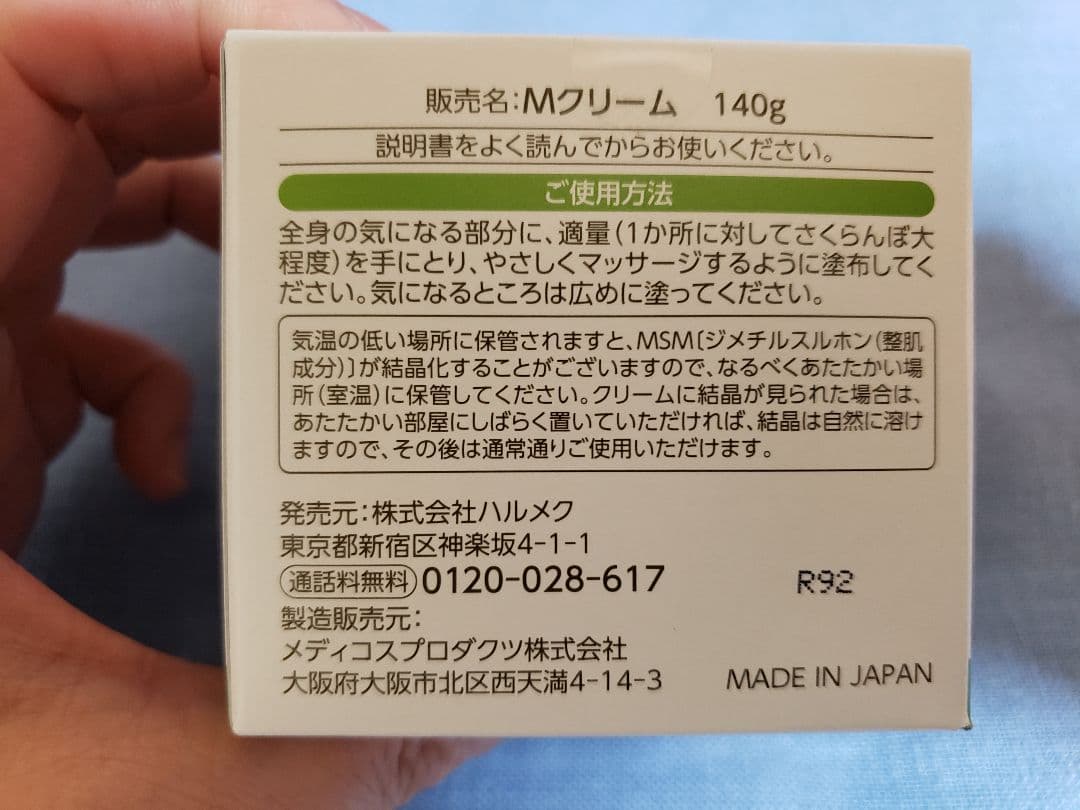 販売名:Mクリーム 140g
説明書をよく読んでからお使いください。
ご使用方法
全身の気になる部分に、適量(1か所に対してさくらんぼ大
程度)を手にとり、やさしくマッサージするように塗布してく
ださい。気になるところは広めに塗ってください。
気温の低い場所に保管されますと、MSM〔ジメチルスルホン(整肌
成分)〕が結晶化することがございますので、なるべくあたたかい場
所(室温)に保管してください。クリームに結晶が見られた場合は、
あたたかい部屋にしばらく置いていただければ、結晶は自然に溶け
ますので、その後は通常通りご使用いただけます。
発売元:株式会社ハルメク
東京都新宿区神楽坂4-1-1
通話料無料 0120-028-617
R92
製造販売元:
メディコスプロダクツ株式会社
大阪府大阪市北区西天満4-14-3
MADE IN JAPAN